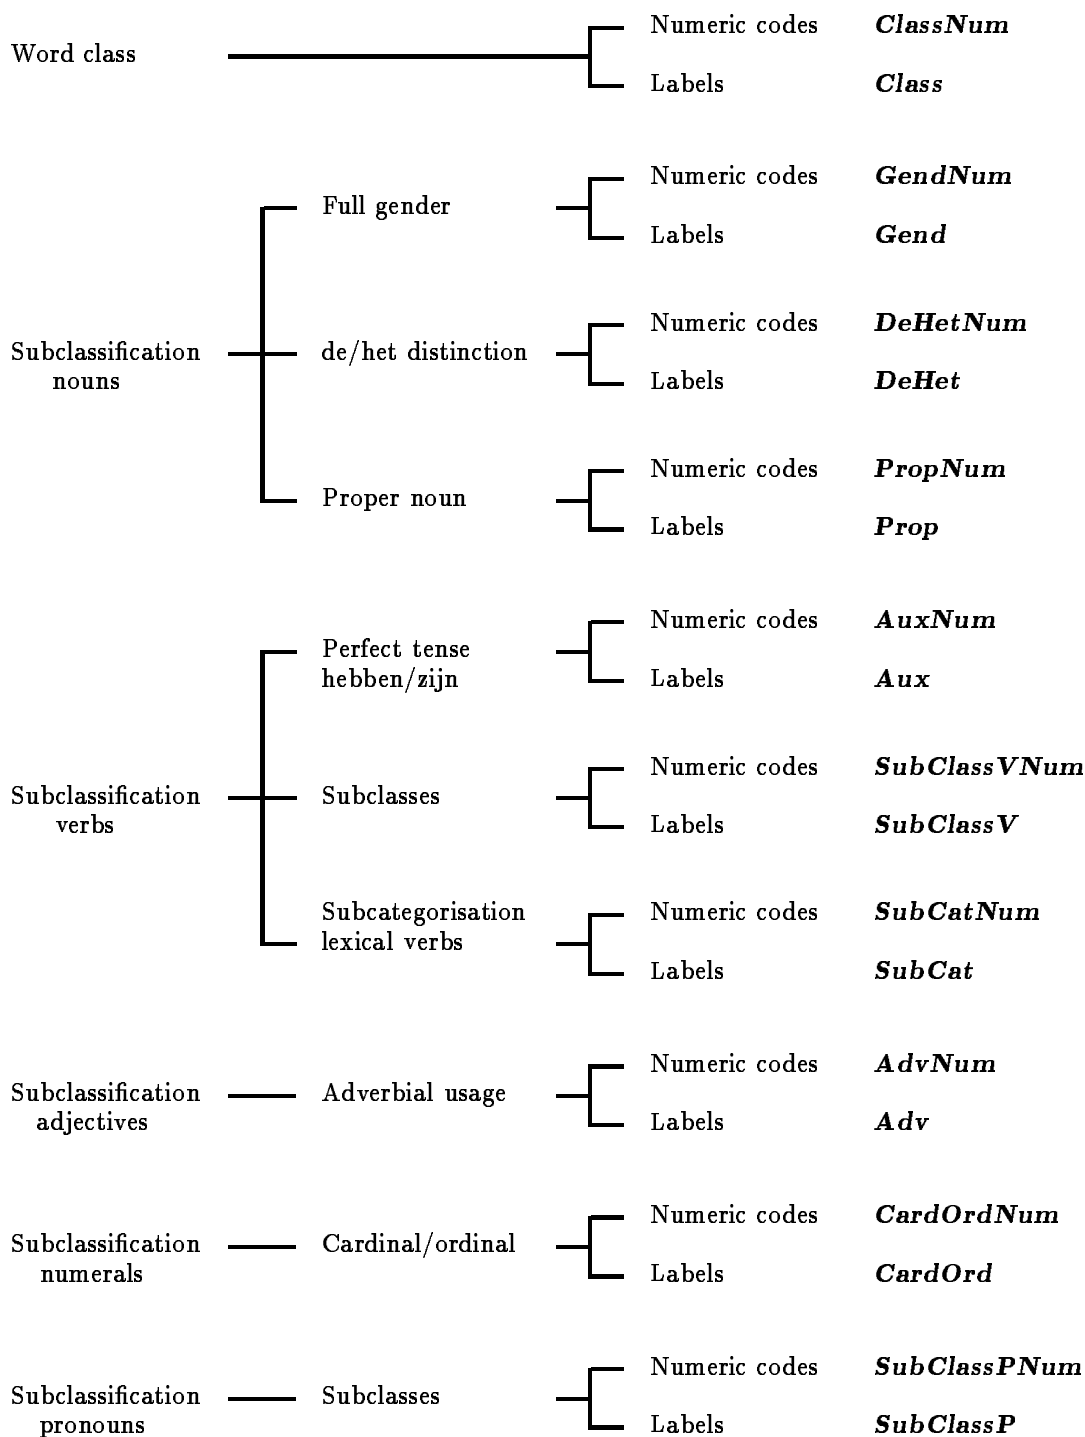 Numeric codes ClassNum
Word class
Labels Class
Numeric codes GendNum
Full gender
Labels Gend
Numeric codes DeHetNum
Subclassification de/het distinction
nouns Labels DeHet
Numeric codes PropNum
Proper noun
Labels Prop
Numeric codes AuxNum
Perfect tense
hebben/zijn Labels Aux
Numeric codes SubClassVNum
Subclassification Subclasses
verbs Labels SubClassV
Subcategorisation Numeric codes SubCatNum
lexical verbs
Labels SubCat
Numeric codes AdvNum
Subclassification Adverbial usage
adjectives Labels Adv
Numeric codes CardOrdNum
Subclassification Cardinal/ordinal
numerals Labels CardOrd
Numeric codes SubClassPNum
Subclassification Subclasses
pronouns Labels SubClassP